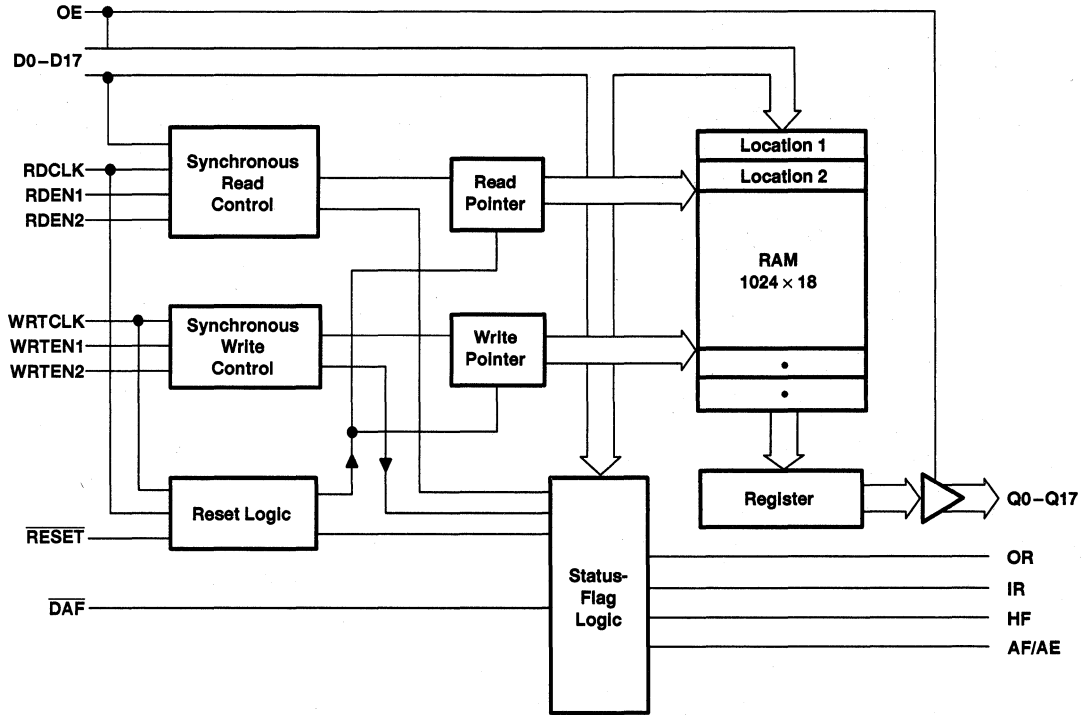 OE
D0–D17
RDCLK
RDEN1
RDEN2
Synchronous
Read
Control
Read
Pointer
Location 1
Location 2
RAM
1024 × 18
WRTCLK
WRTEN1
WRTEN2
Synchronous
Write
Control
Write
Pointer
RESET
Reset Logic
Register
Q0–Q17
DAF
Status-
Flag
Logic
OR
IR
HF
AF/AE